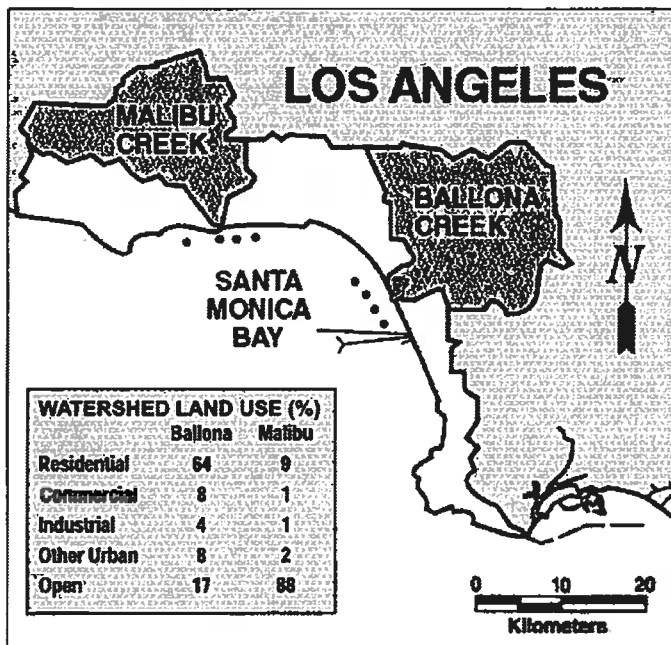 LOS ANGELES
MALIBU
CREEK
BALLONA
CREEK
N
SANTA
MONICA
BAY
WATERSHED LAND USE (%)
Ballona Malibu
Residential 64 9
Commercial 8 1
Industrial 4 1
Other Urban 8 2
Open 17 88
0 10 20
Kilometers